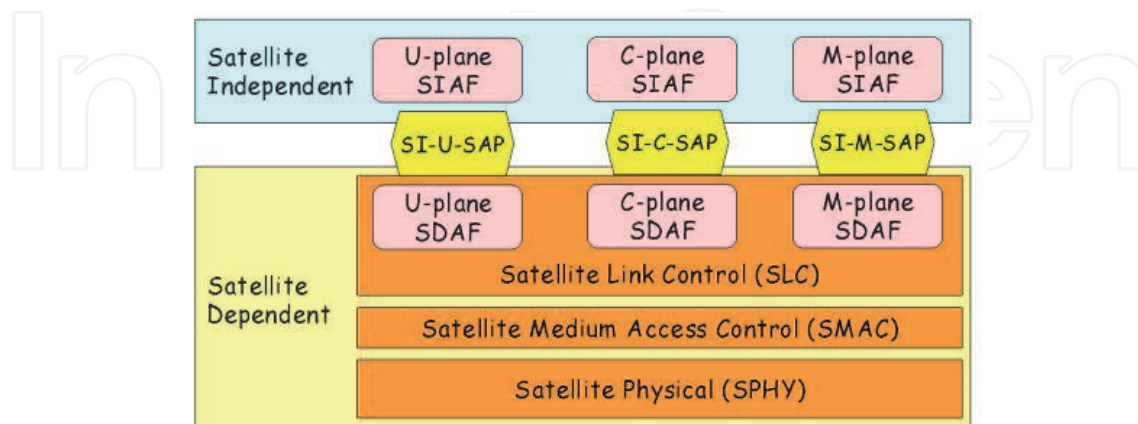 Satellite
Independent
U-plane
SIAF
C-plane
SIAF
M-plane
SIAF
SI-U-SAP
SI-C-SAP
SI-M-SAP
Satellite
Dependent
U-plane
SDAF
C-plane
SDAF
M-plane
SDAF
Satellite Link Control (SLC)
Satellite Medium Access Control (SMAC)
Satellite Physical (SPHY)